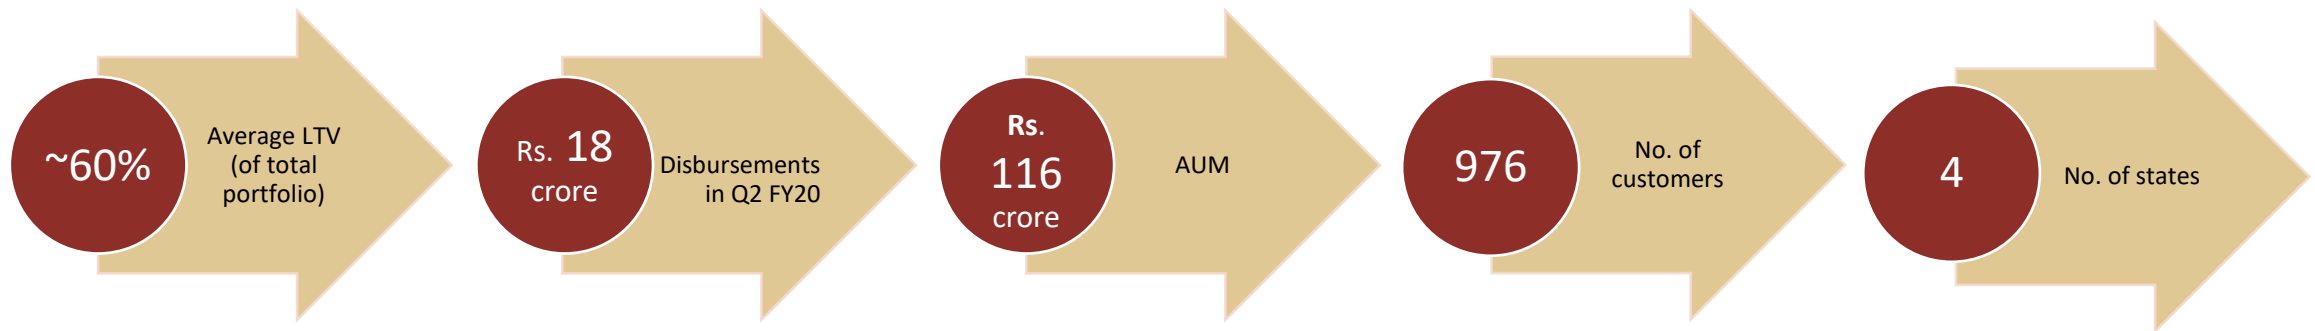 ~60%
Average LTV
(of total
portfolio)
Rs. 18
crore
Disbursements
in Q2 FY20
Rs.
116
crore
AUM
976
No. of
customers
4
No. of states